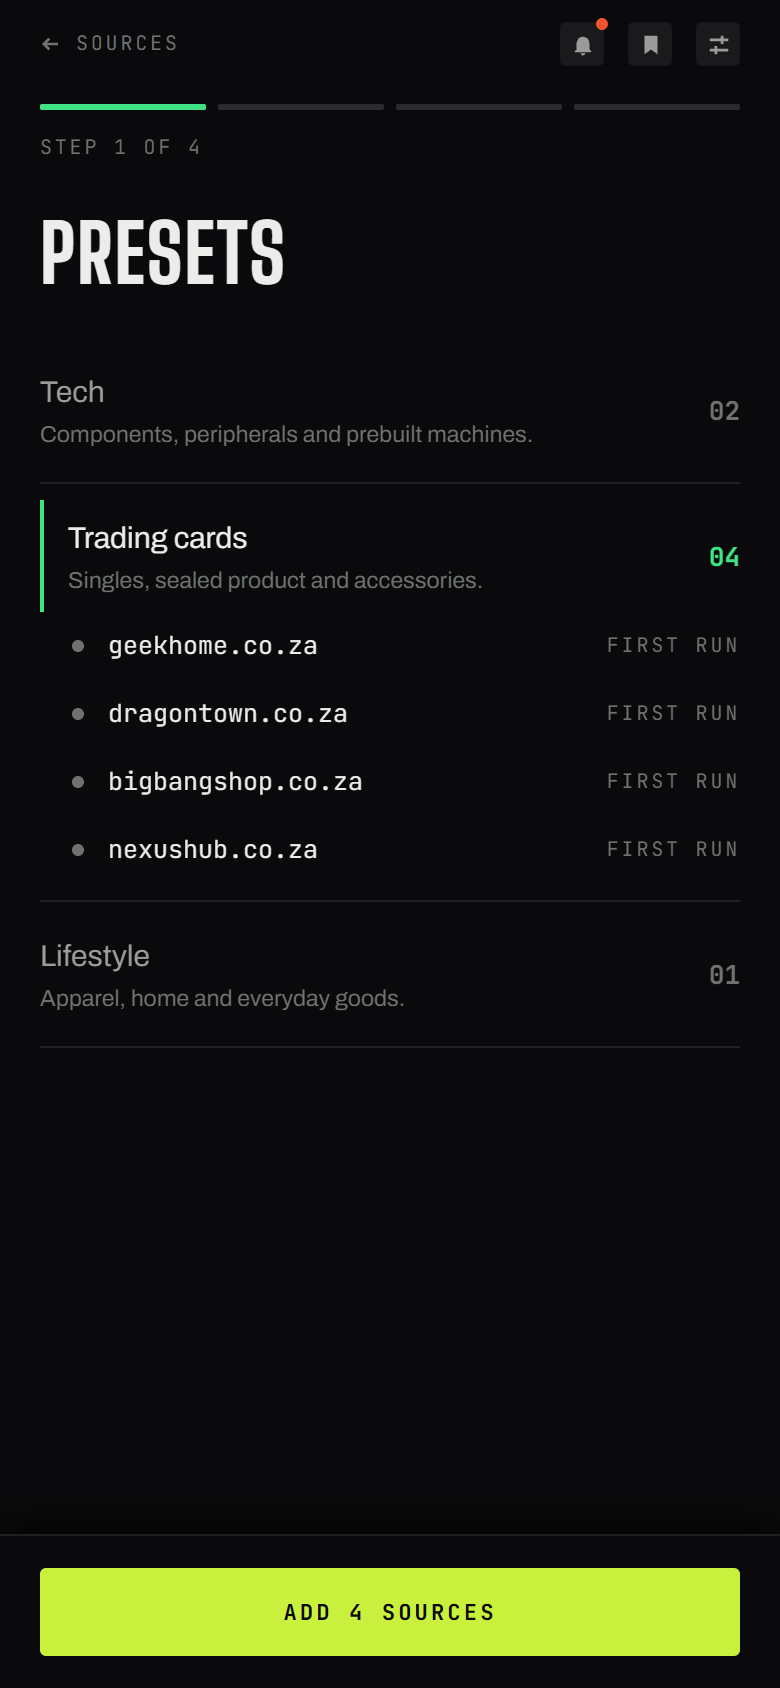 SOURCES
STEP 1 OF 4
PRESETS
Tech
02
Components, peripherals and prebuilt machines.
Trading cards
04
Singles, sealed product and accessories.
geekhome.co.za FIRST RUN
dragontown.co.za FIRST RUN
bigbangshop.co.za FIRST RUN
nexushub.co.za FIRST RUN
Lifestyle
01
Apparel, home and everyday goods.
ADD 4 SOURCES